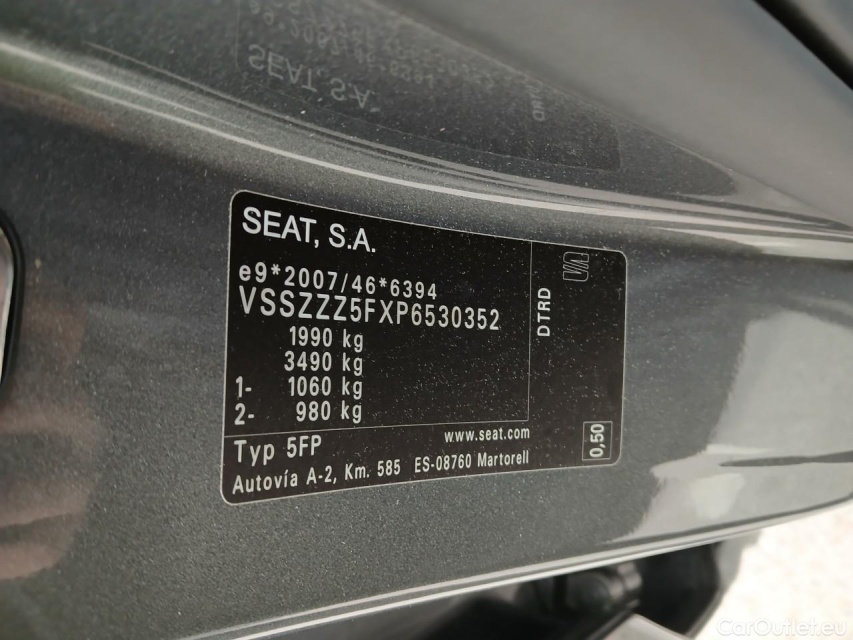 SEAT, S.A.
e9*2007/46*6394
VSSZZZ5FXP6530352
1990 kg
3490 kg
1- 1060 kg
2- 980 kg
DTRD
0,50
Typ 5FP
www.seat.com
Autovía A-2, Km. 585 ES-08760 Martorell
CarOutlet.eu